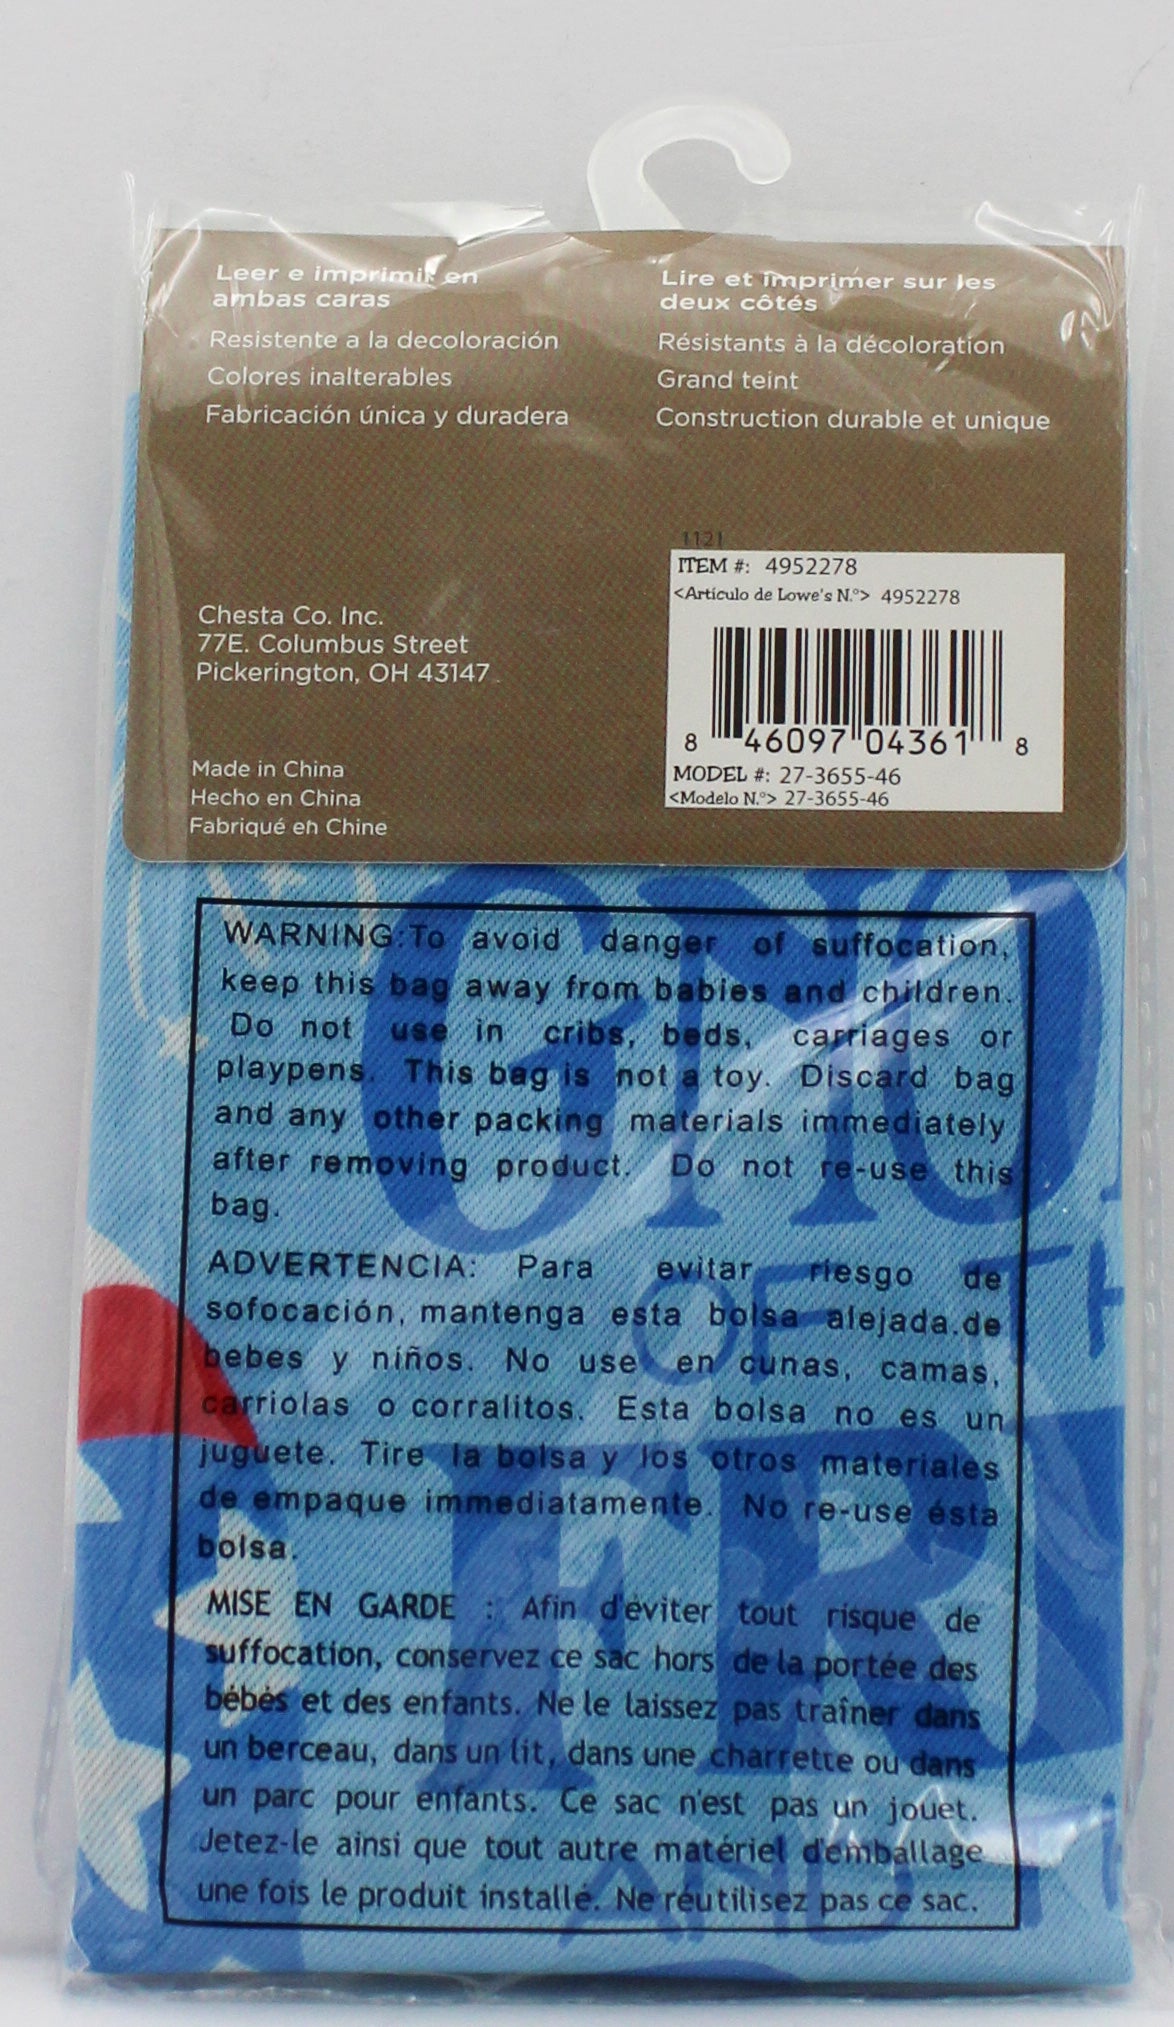 Leer e imprimir en
ambas caras
Resistente a la decoloración
Colores inalterables
Fabricación única y duradera
Lire et imprimer sur les
deux côtés
Résistants à la décoloration
Grand teint
Construction durable et unique
1121
ITEM #: 4952278
<Artículo de Lowe's N.º> 4952278
8 46097 04361 8
MODEL #: 27-3655-46
<Modelo N.º> 27-3655-46
Chesta Co. Inc.
77E. Columbus Street
Pickerington, OH 43147
Made in China
Hecho en China
Fabriqué en Chine
WARNING:To avoid danger of suffocation,
keep this bag away from babies and children.
Do not use in cribs, beds, carriages or
playpens. This bag is not a toy. Discard bag
and any other packing materials immediately
after removing product. Do not re-use this
bag.
ADVERTENCIA: Para evitar riesgo de
sofocación, mantenga esta bolsa alejada.de
bebes y niños. No use en cunas, camas,
carriolas o corralitos. Esta bolsa no es un
juguete. Tire la bolsa y los otros materiales
de empaque immediatamente. No re-use ésta
bolsa.
MISE EN GARDE : Afin d'éviter tout risque de
suffocation, conservez ce sac hors de la portée des
bébés et des enfants. Ne le laissez pas traîner dans
un berceau, dans un lit, dans une charrette ou dans
un parc pour enfants. Ce sac n'est pas un jouet.
Jetez-le ainsi que tout autre matériel d'emballage
une fois le produit installé. Ne réutilisez pas ce sac.
GNO
OF TH
FR
AND